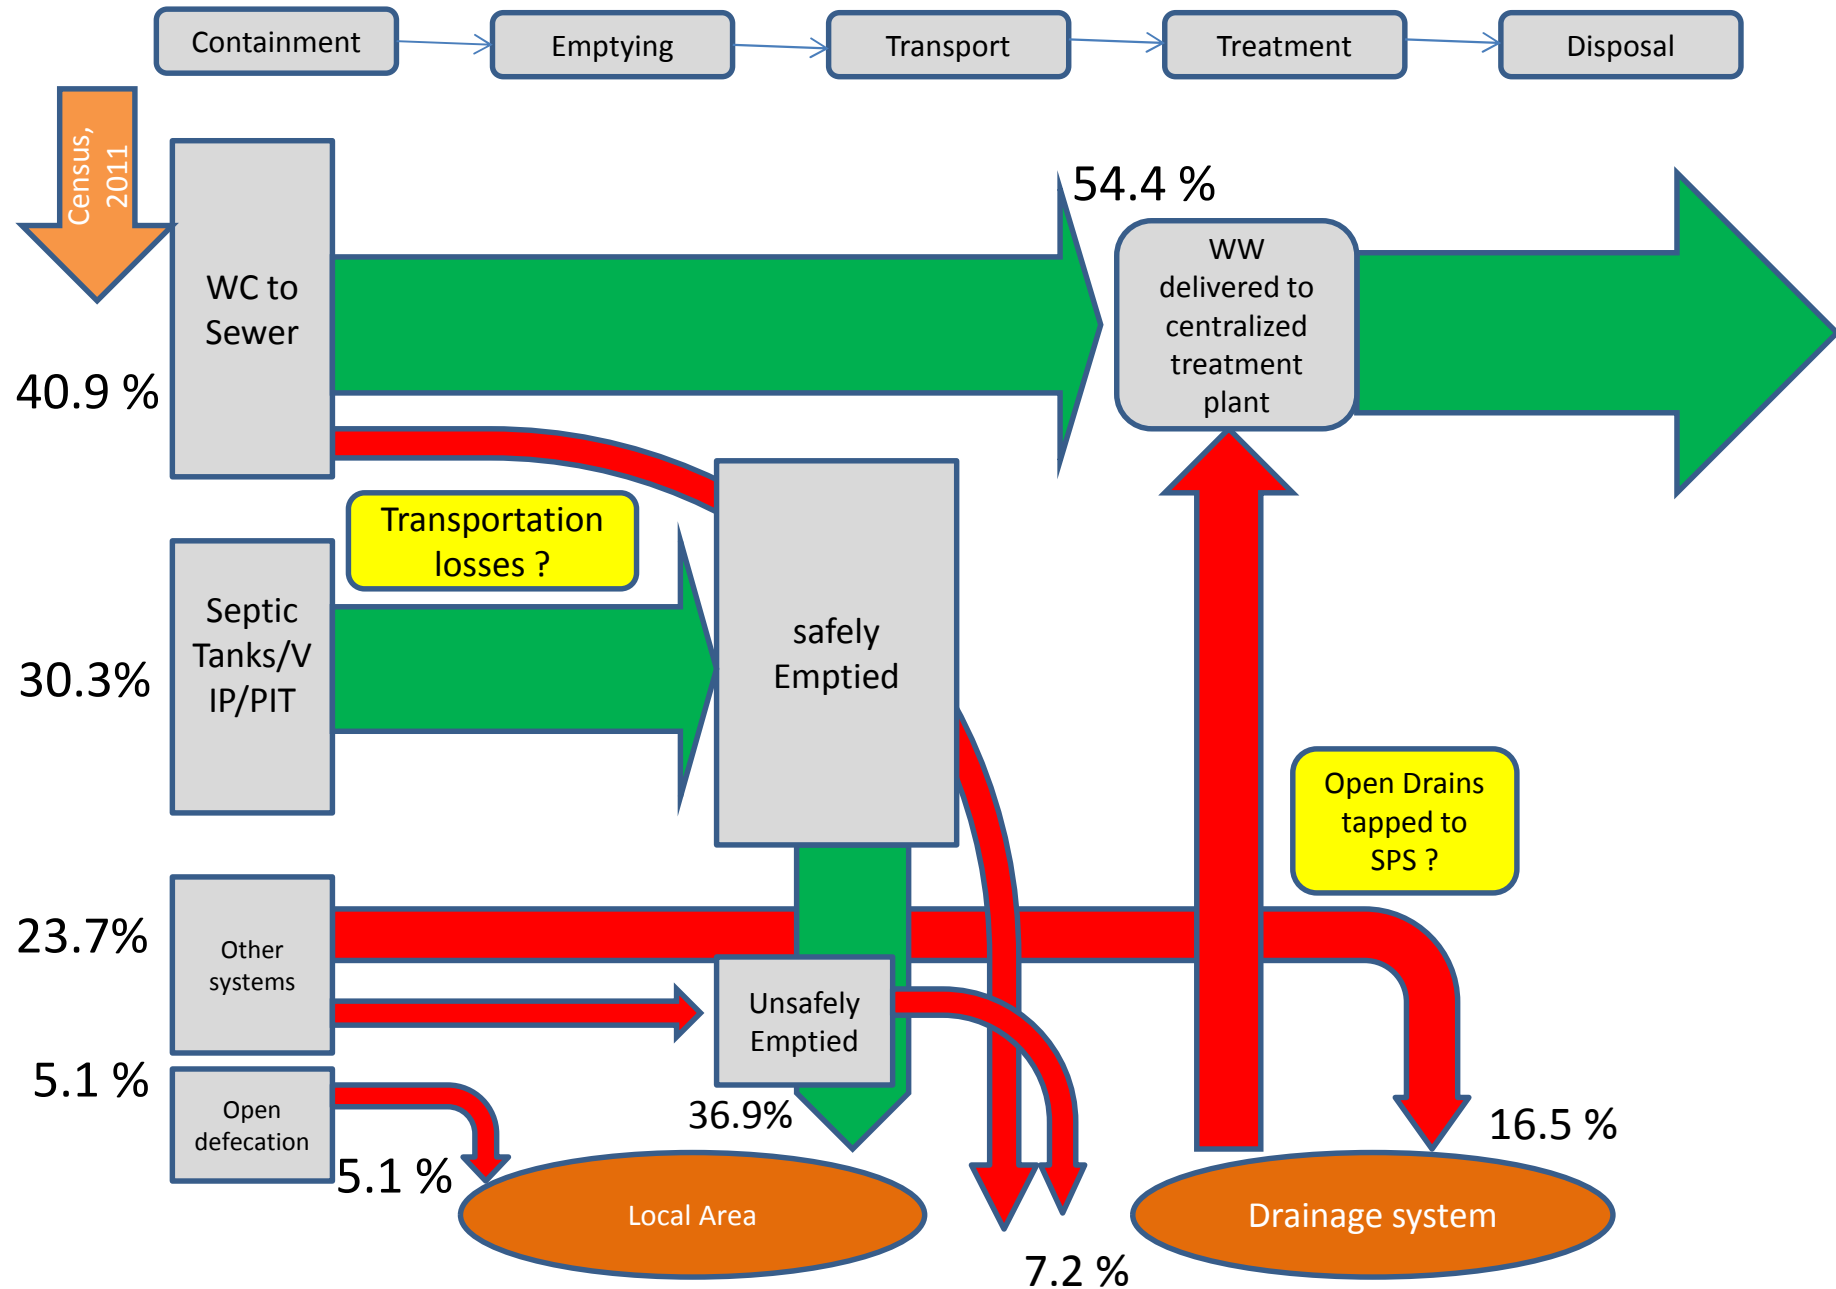 Containment
Emptying
Transport
Treatment
Disposal
Census,
2011
WC to
Sewer
40.9 %
54.4 %
WW
delivered to
centralized
treatment
plant
Transportation
losses ?
Septic
Tanks/V
IP/PIT
30.3%
safely
Emptied
Open Drains
tapped to
SPS ?
23.7%
Other
systems
Unsafely
Emptied
5.1 %
Open
defecation
36.9%
16.5 %
5.1 %
Local Area
Drainage system
7.2 %